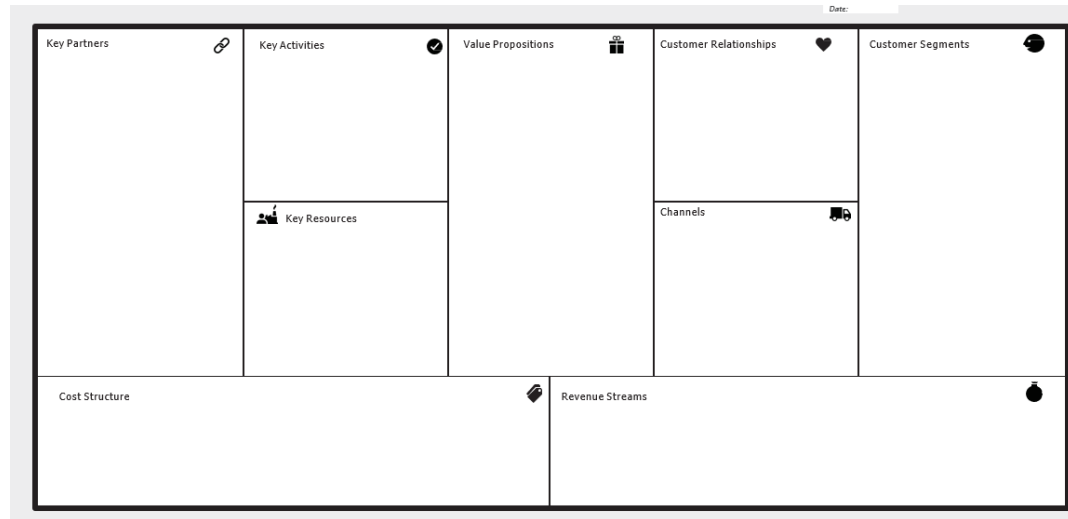 Date:
Key Partners
Key Activities
Value Propositions
Customer Relationships
Customer Segments
Key Resources
Channels
Cost Structure
Revenue Streams